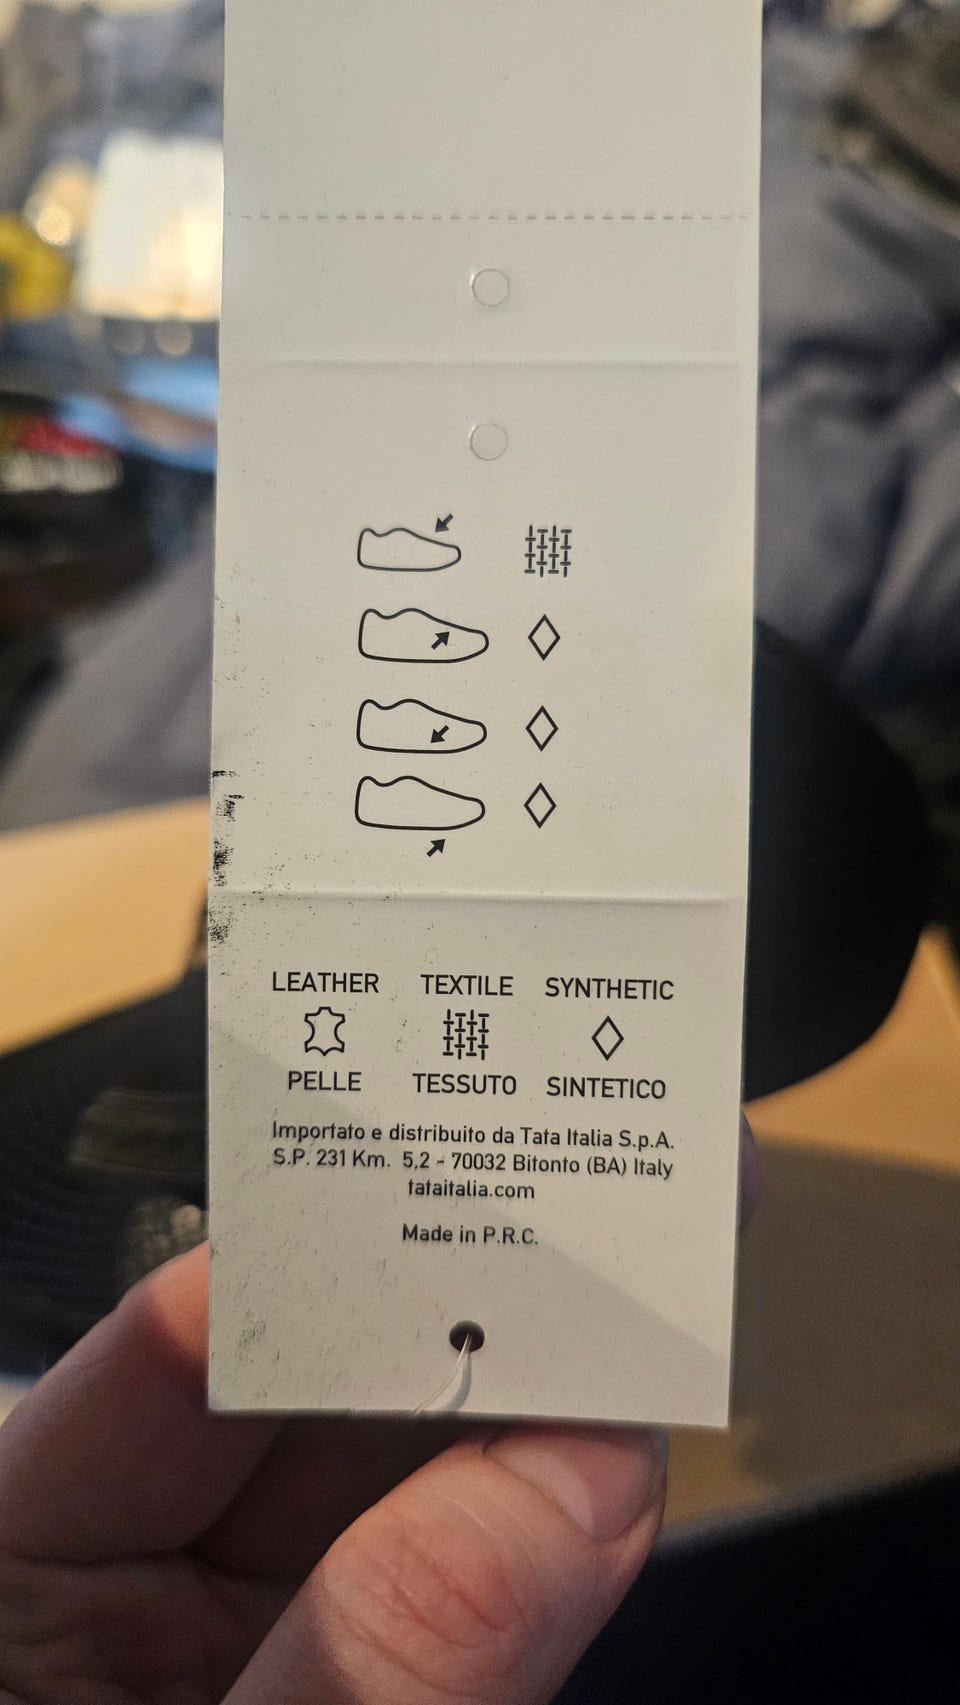 LEATHER TEXTILE SYNTHETIC
PELLE TESSUTO SINTETICO
Importato e distribuito da Tata Italia S.p.A.
S.P. 231 Km. 5,2 - 70032 Bitonto (BA) Italy
tataitalia.com
Made in P.R.C.